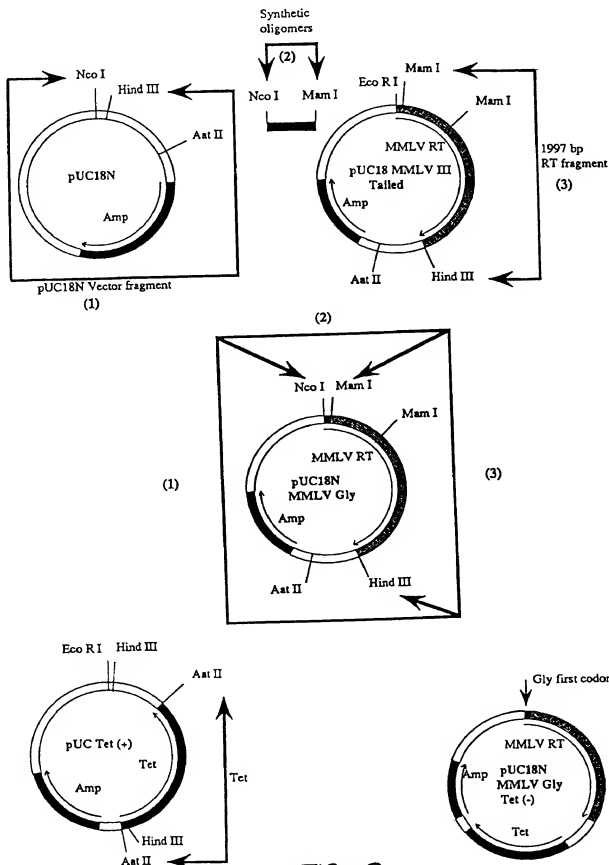 Synthetic
oligomers
(2)
Nco I
Mam I
Nco I
Hind III
Aat II
pUC18N
Amp
pUC18N Vector fragment
(1)
Eco R I
Mam I
Mam I
MMLV RT
pUC18 MMLV III
Tailed
Amp
Aat II
Hind III
1997 bp
RT fragment
(3)
(2)
Nco I
Mam I
Mam I
MMLV RT
pUC18N
MMLV Gly
Amp
Aat II
Hind III
(1)
(3)
Eco R I
Hind III
Aat II
pUC Tet (+)
Tet
Amp
Hind III
Aat II
Tet
Gly first codon
MMLV RT
Amp
pUC18N
MMLV Gly
Tet (-)
Tet